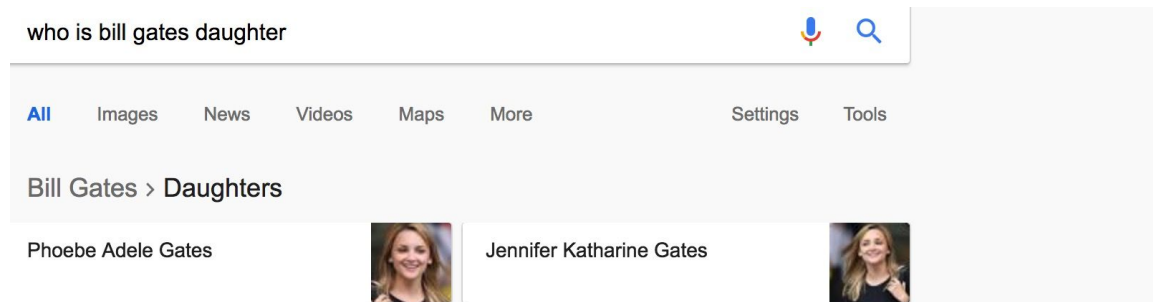 who is bill gates daughter
All Images News Videos Maps More Settings Tools
Bill Gates > Daughters
Phoebe Adele Gates Jennifer Katharine Gates